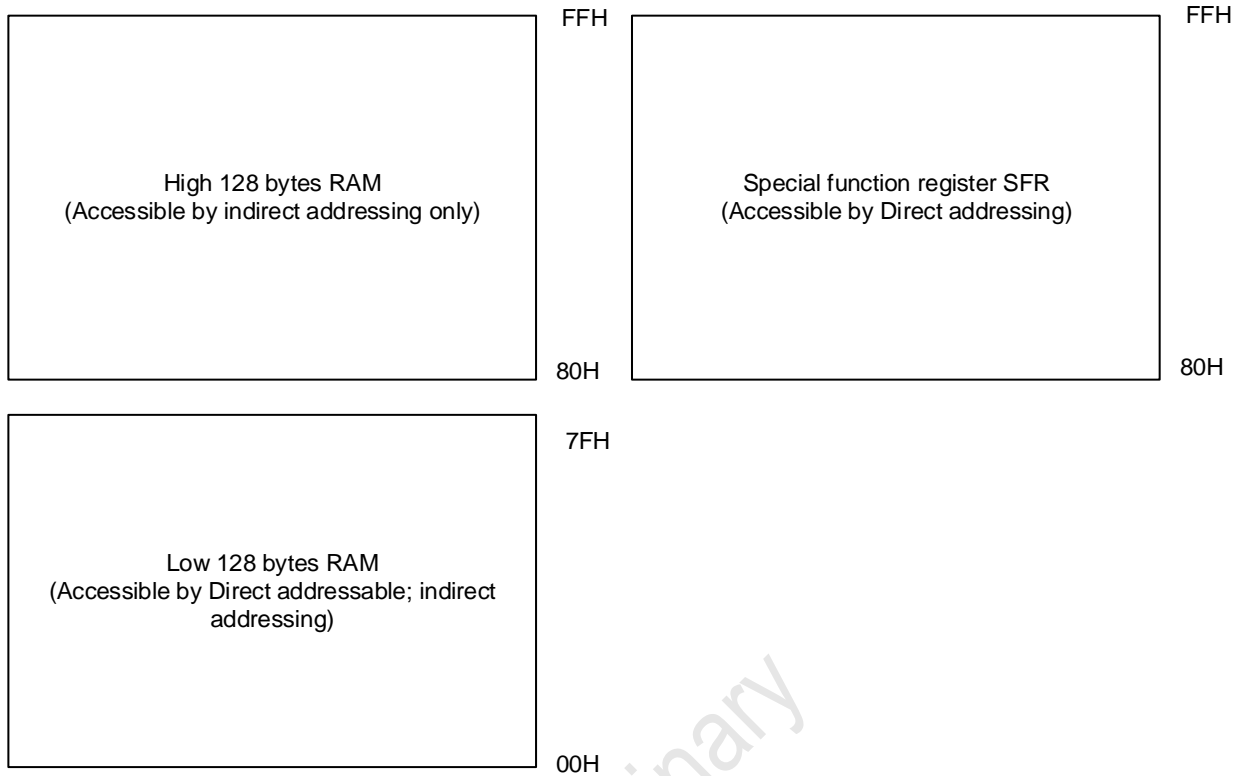 FFH
High 128 bytes RAM
(Accessible by indirect addressing only)
80H
FFH
Special function register SFR
(Accessible by Direct addressing)
80H
7FH
Low 128 bytes RAM
(Accessible by Direct addressable; indirect
addressing)
00H